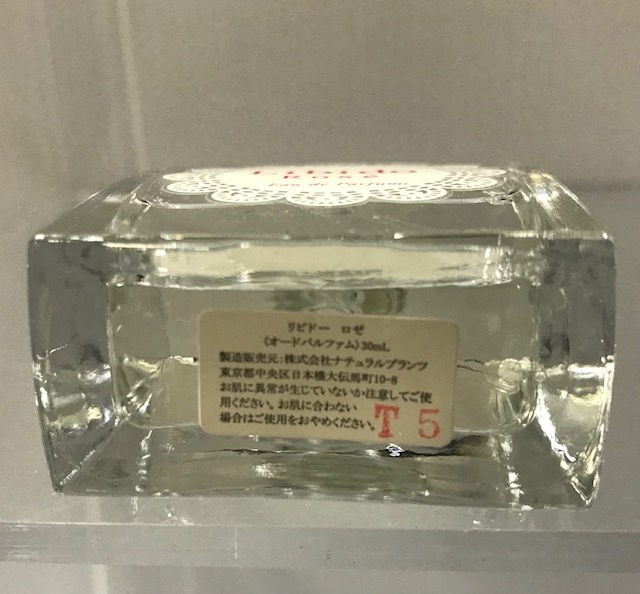 Libido
Rose
Eau de Parfum
リビドー ロゼ
〈オードパルファム〉30mL
製造販売元:株式会社ナチュラルプランツ
東京都中央区日本橋大伝馬町10-8
お肌に異常が生じていないか注意してご使
用ください。お肌に合わない
場合はご使用をおやめください。
T 5